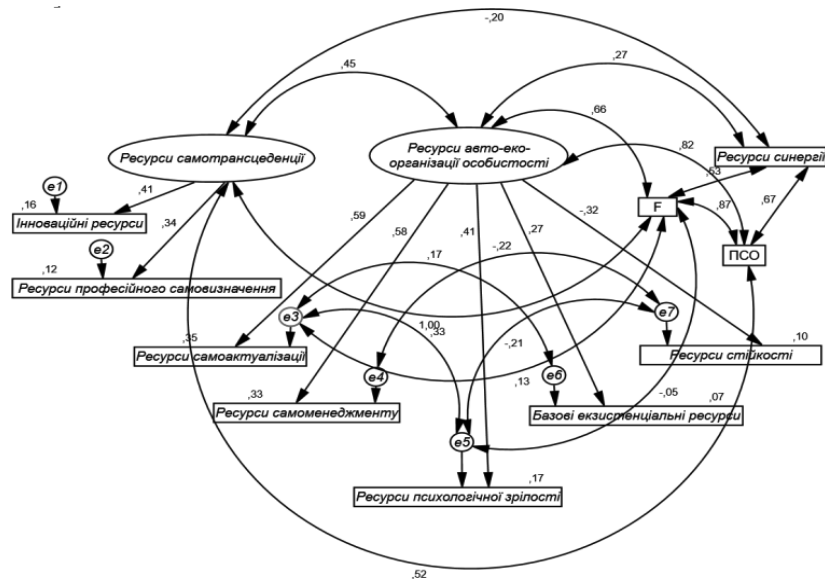 -,20
,45
,27
,66
Ресурси самотрансцеденції
Ресурси авто-еко-
організації особистості
,82
Ресурси синергії
,53
e1
,16
,41
Інноваційні ресурси
,34
e2
,12
Ресурси професійного самовизначення
,59
,58
,41
,27
-,32
F
,87
,67
ПСО
,17
-,22
e3
1,00
,33
e7
,35
Ресурси самоактуалізації
-,21
,10
Ресурси стійкості
e4
e6
,13
-,05
,33
Ресурси самоменеджменту
,07
Базові екзистенціальні ресурси
e5
,17
Ресурси психологічної зрілості
,52